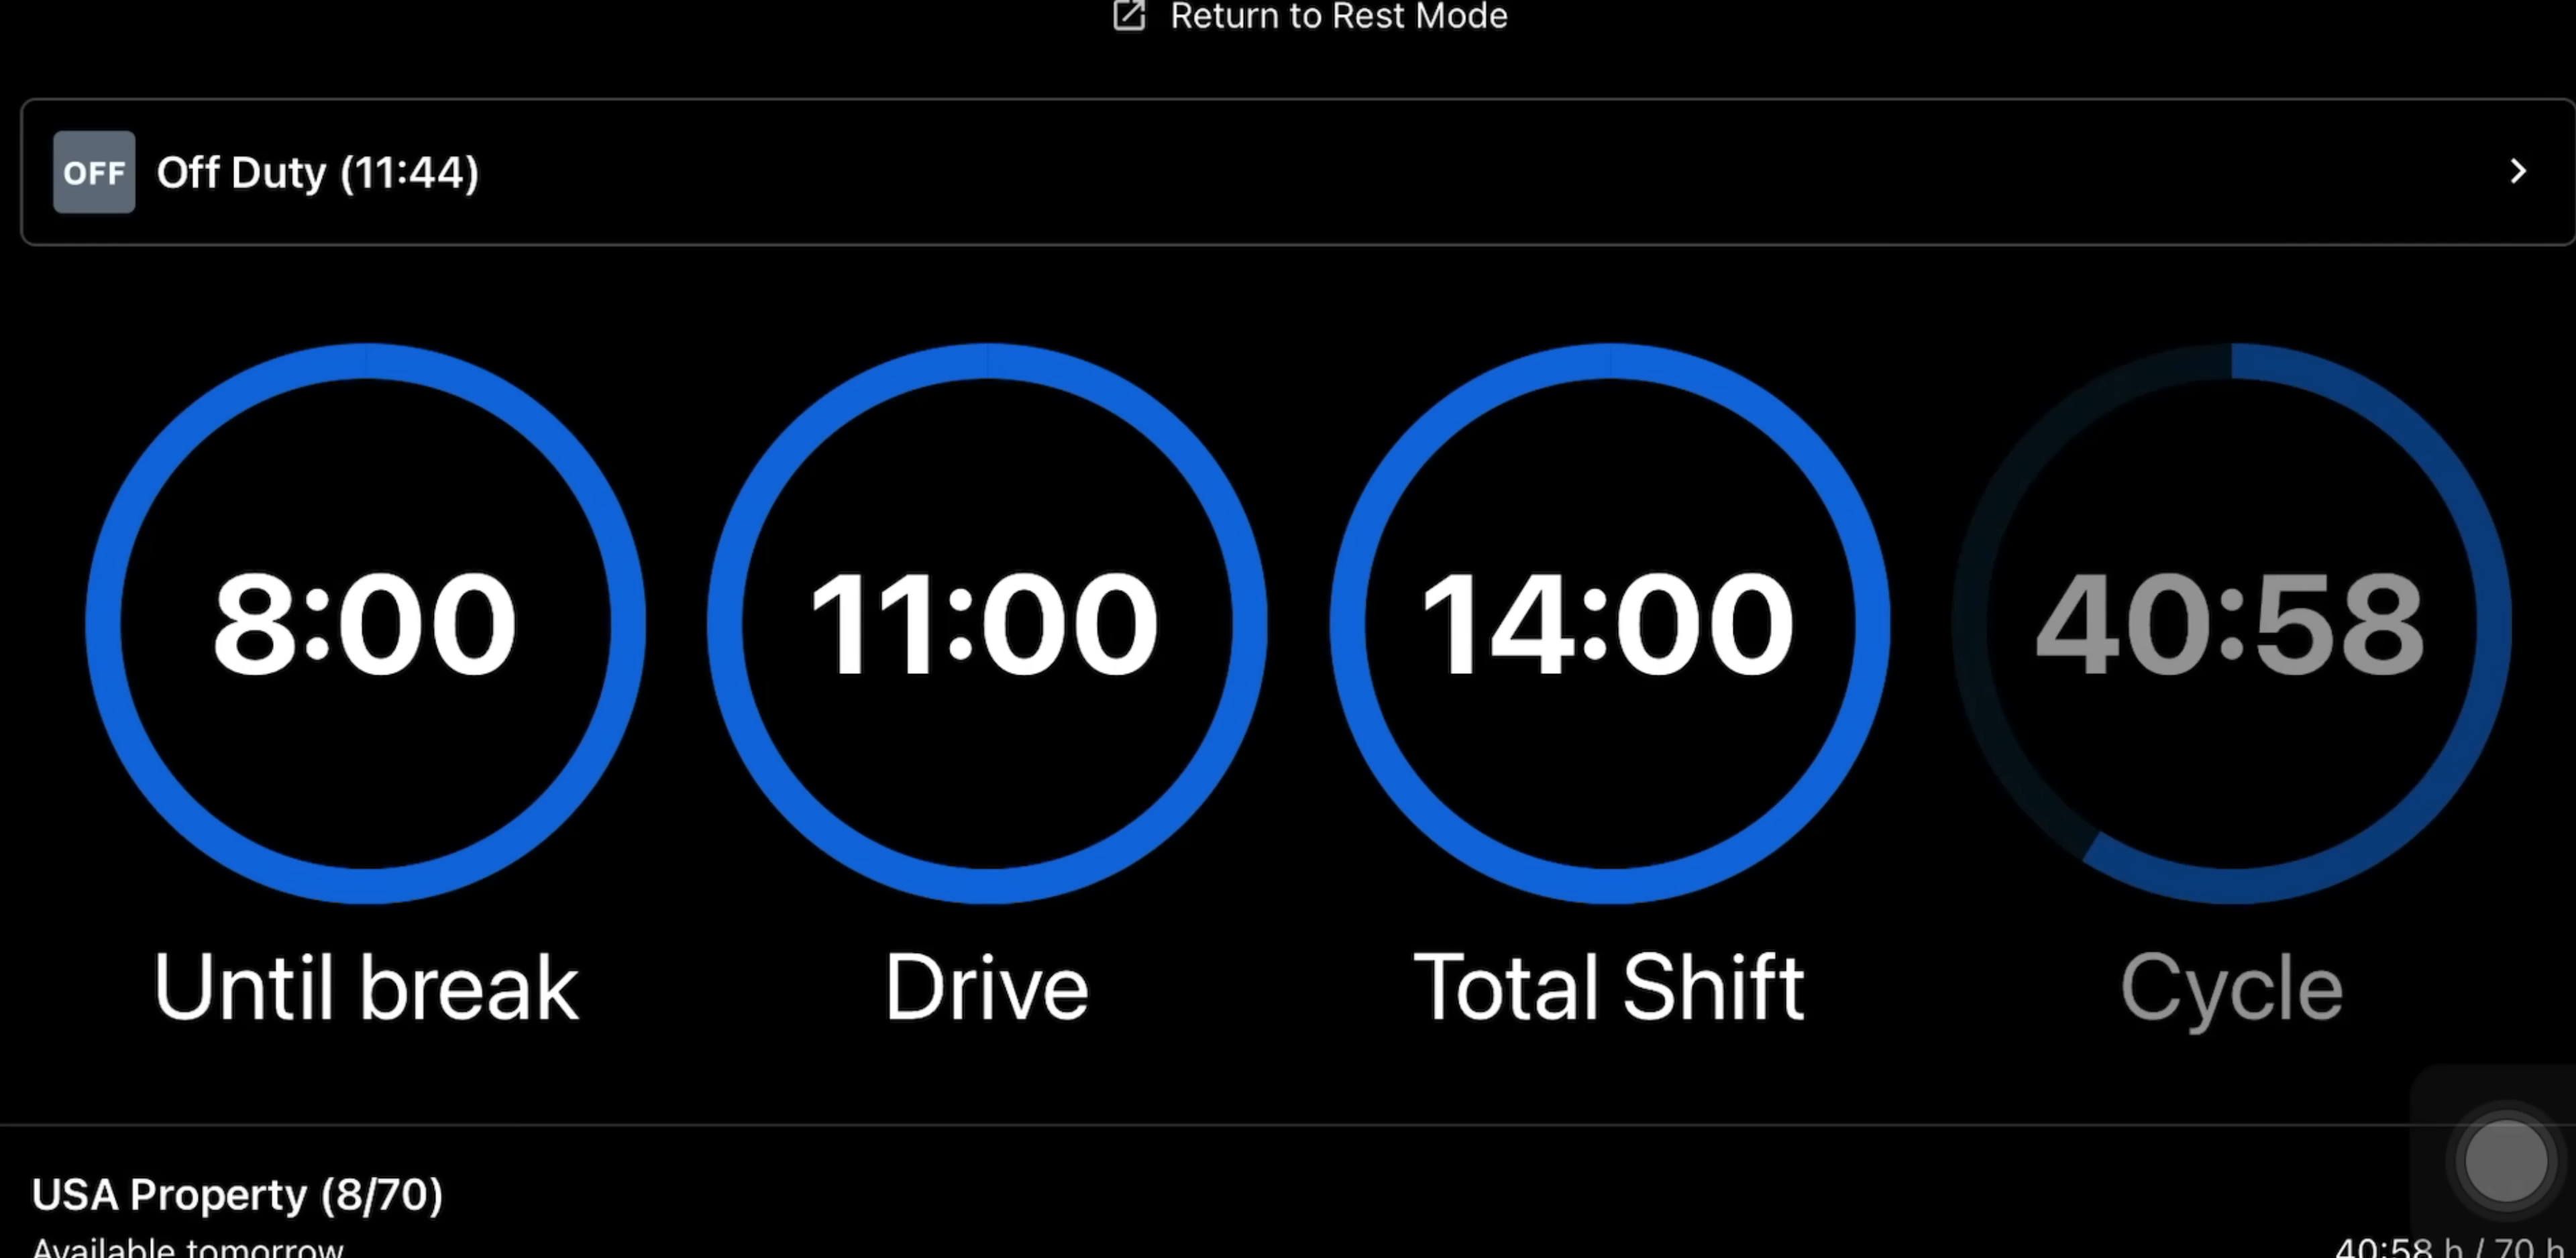 Return to Rest Mode
OFF Off Duty (11:44)
8:00 11:00 14:00 40:58
Until break Drive Total Shift Cycle
USA Property (8/70)
Available tomorrow 40:58 h / 70 h